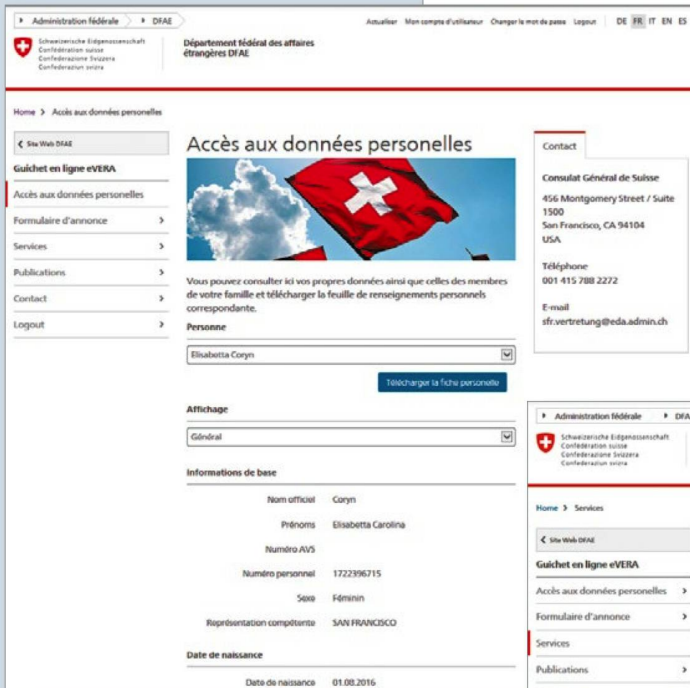 Administration fédérale
DFAE
Actualiser Mon compte d'utilisateur Changer le mot de passe Logout
DE FR IT EN ES
Schweizerische Eidgenossenschaft
Confédération suisse
Confederazione Svizzera
Confederaziun svizra
Département fédéral des affaires
étrangères DFAE
Home > Accès aux données personelles
Site Web DFAE
Guichet en ligne eVERA
Accès aux données personelles
Formulaire d'annonce
Services
Publications
Contact
Logout
Accès aux données personelles
Vous pouvez consulter ici vos propres données ainsi que celles des membres
de votre famille et télécharger la feuille de renseignements personnels
correspondante.
Personne
Elisabetta Coryn
Télécharger la fiche personelle
Affichage
Général
Informations de base
Nom officiel Coryn
Prénoms Elisabetta Carolina
Numéro AVS
Numéro personnel 1722396715
Sexe Féminin
Représentation compétente SAN FRANCISCO
Date de naissance
Date de naissance 01.08.2016
Contact
Consulat Général de Suisse
456 Montgomery Street / Suite
1500
San Francisco, CA 94104
USA
Téléphone
001 415 788 2272
E-mail
sfr.vertretung@eda.admin.ch
Administration fédérale
DFA
Schweizerische Eidgenossenschaft
Confédération suisse
Confederazione Svizzera
Confederaziun svizra
Home > Services
Site Web DFAE
Guichet en ligne eVERA
Accès aux données personelles
Formulaire d'annonce
Services
Publications